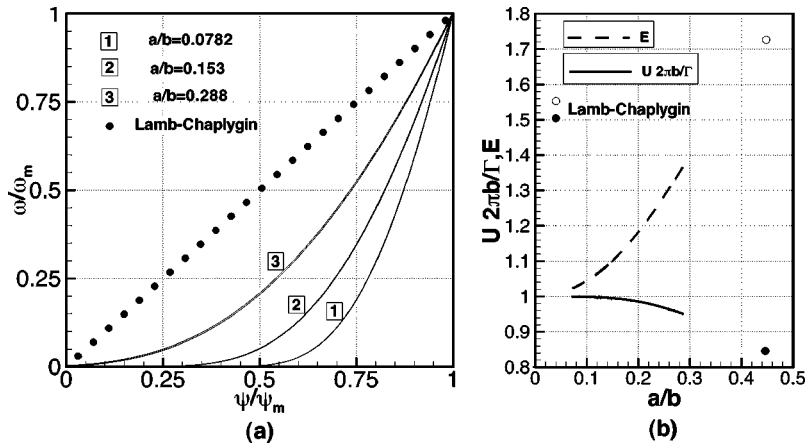 1 a/b=0.0782
2 a/b=0.153
3 a/b=0.288
Lamb-Chaplygin
1
0.75
0.5
0.25
0
ω/ω_m
3
2
1
0 0.25 0.5 0.75 1
ψ/ψ_m
(a)
E
U 2πb/Γ
Lamb-Chaplygin
1.8
1.7
1.6
1.5
1.4
1.3
1.2
1.1
1
0.9
0.8
U 2πb/Γ,E
0 0.1 0.2 0.3 0.4 0.5
a/b
(b)